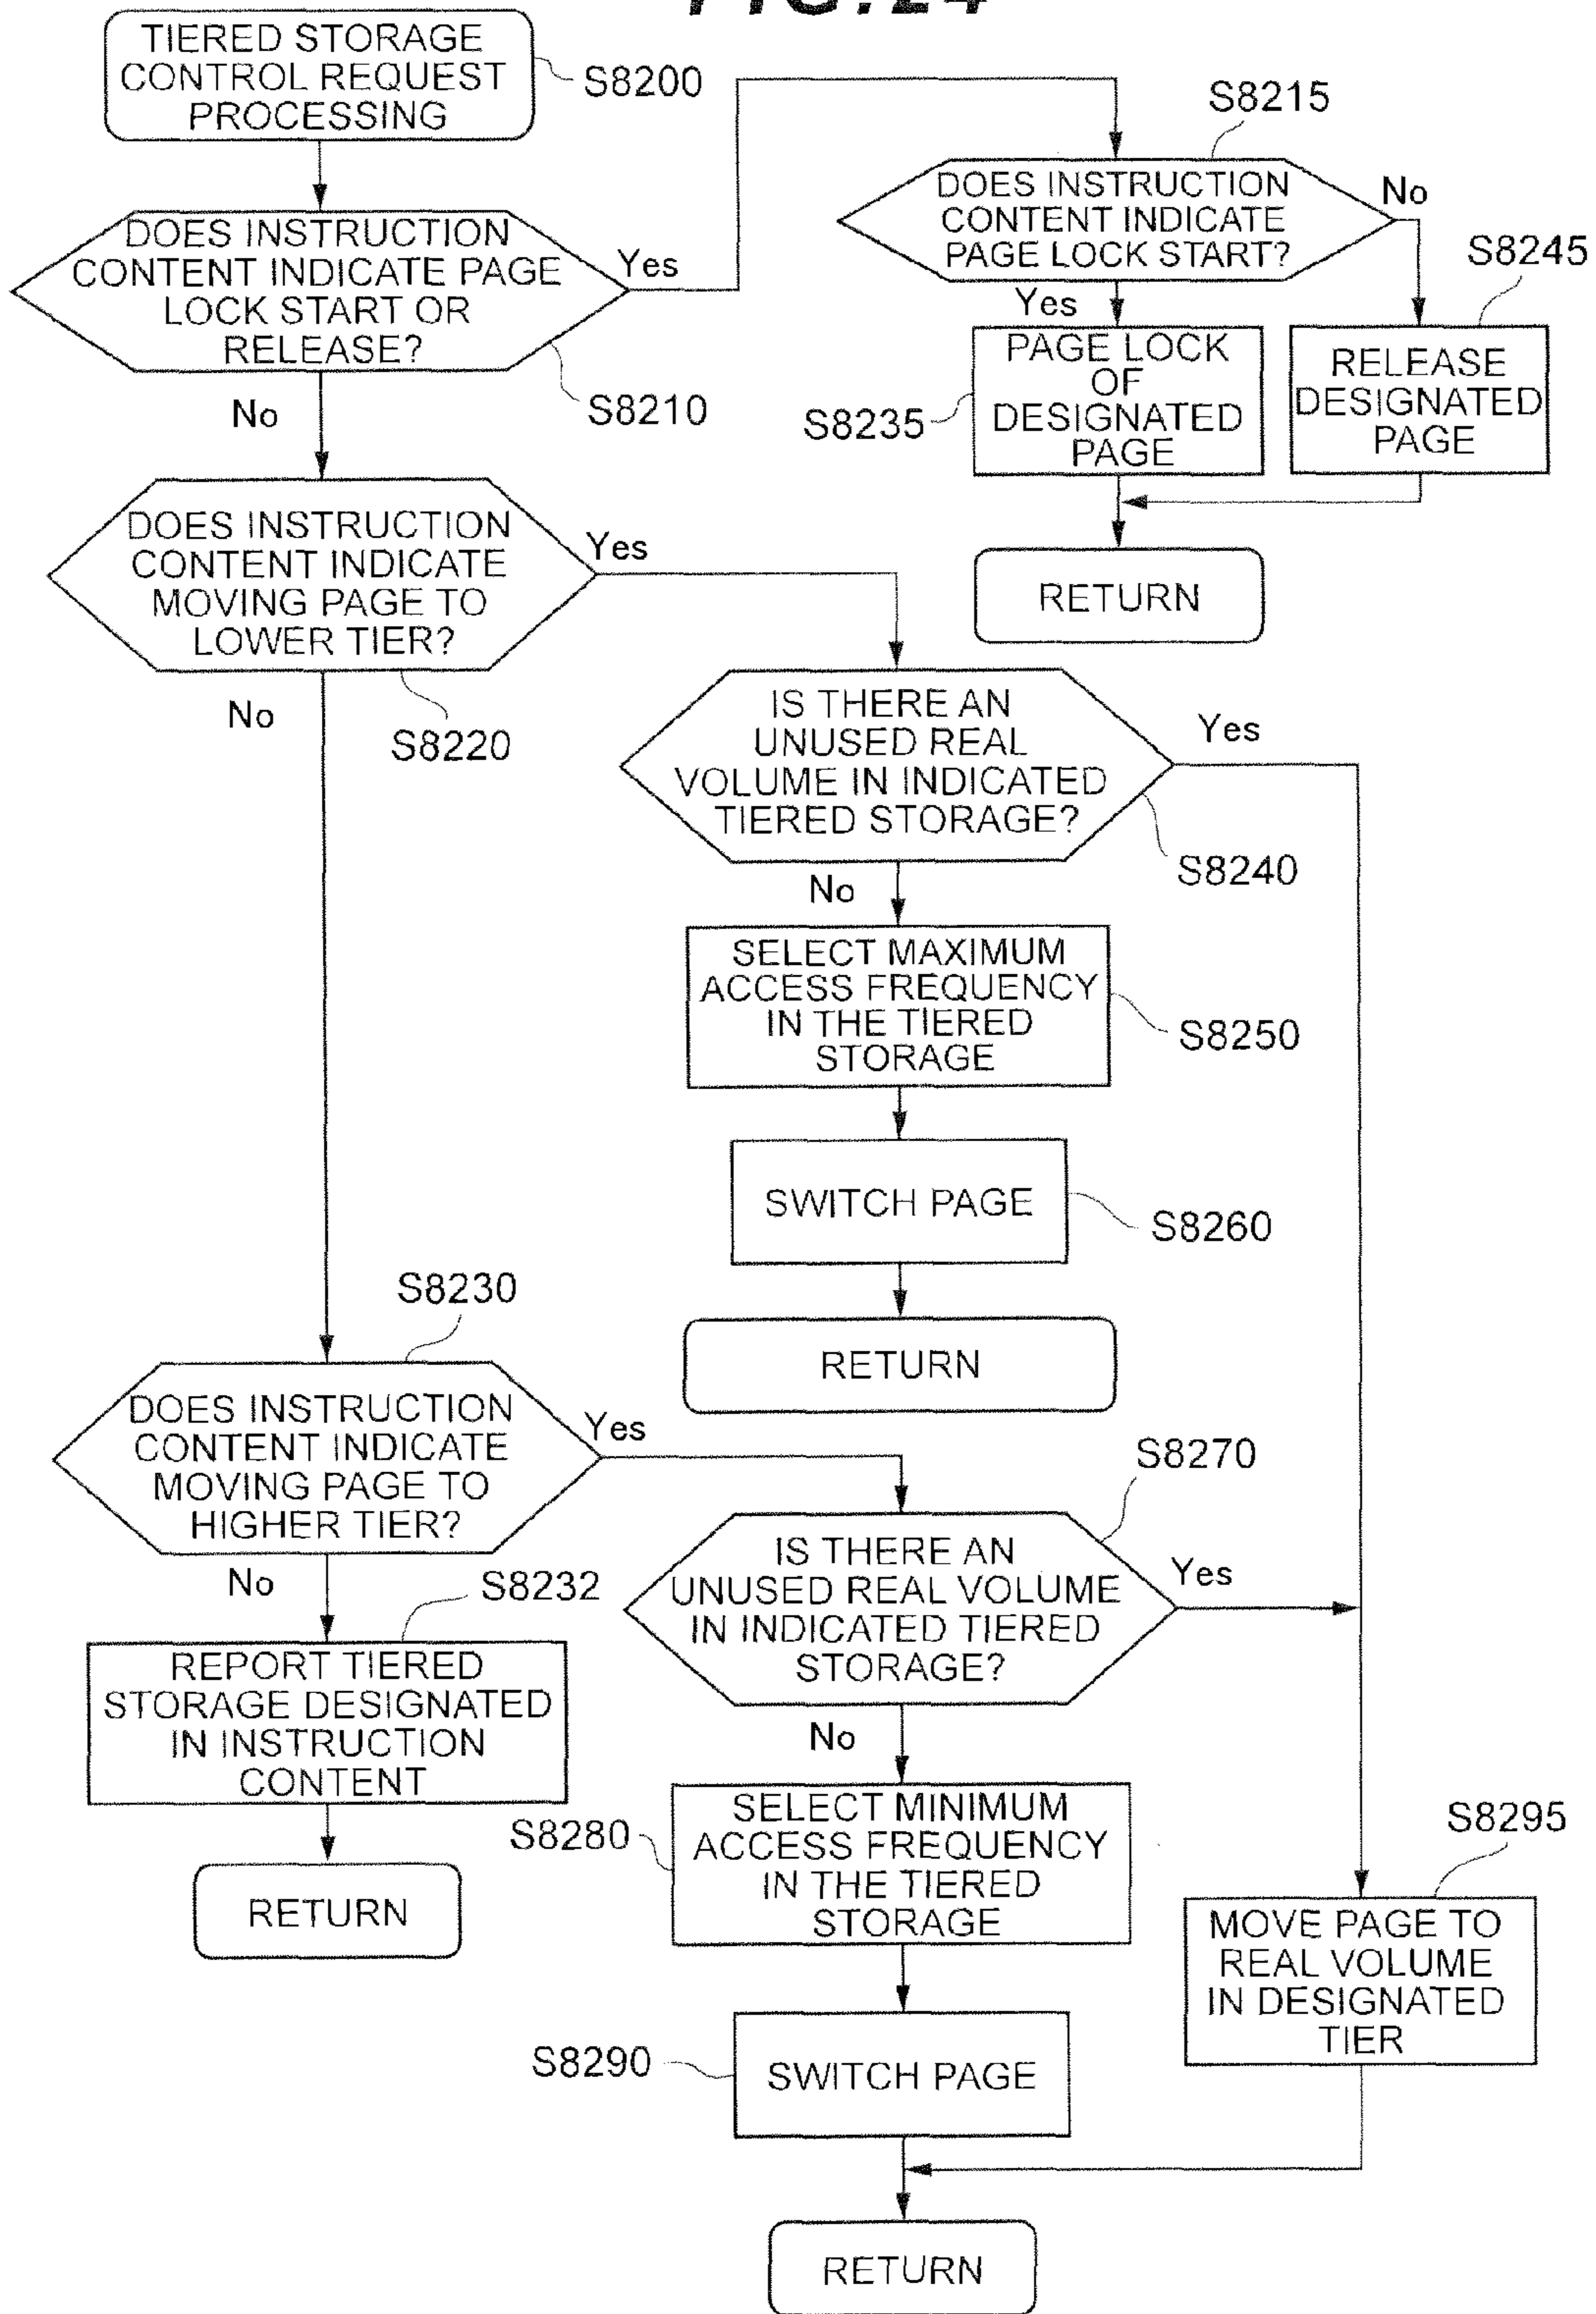 FIG.24
TIERED STORAGE
CONTROL REQUEST
PROCESSING
S8200
DOES INSTRUCTION
CONTENT INDICATE PAGE
LOCK START OR
RELEASE?
Yes
No
S8210
S8215
DOES INSTRUCTION
CONTENT INDICATE
PAGE LOCK START?
No
Yes
S8245
PAGE LOCK
OF
DESIGNATED
PAGE
S8235
RELEASE
DESIGNATED
PAGE
RETURN
DOES INSTRUCTION
CONTENT INDICATE
MOVING PAGE TO
LOWER TIER?
Yes
No
S8220
IS THERE AN
UNUSED REAL
VOLUME IN INDICATED
TIERED STORAGE?
Yes
S8240
No
SELECT MAXIMUM
ACCESS FREQUENCY
IN THE TIERED
STORAGE
S8250
SWITCH PAGE
S8260
RETURN
S8230
DOES INSTRUCTION
CONTENT INDICATE
MOVING PAGE TO
HIGHER TIER?
Yes
No
S8232
REPORT TIERED
STORAGE DESIGNATED
IN INSTRUCTION
CONTENT
RETURN
S8270
IS THERE AN
UNUSED REAL VOLUME
IN INDICATED TIERED
STORAGE?
Yes
No
S8280
SELECT MINIMUM
ACCESS FREQUENCY
IN THE TIERED
STORAGE
S8295
MOVE PAGE TO
REAL VOLUME
IN DESIGNATED
TIER
S8290
SWITCH PAGE
RETURN